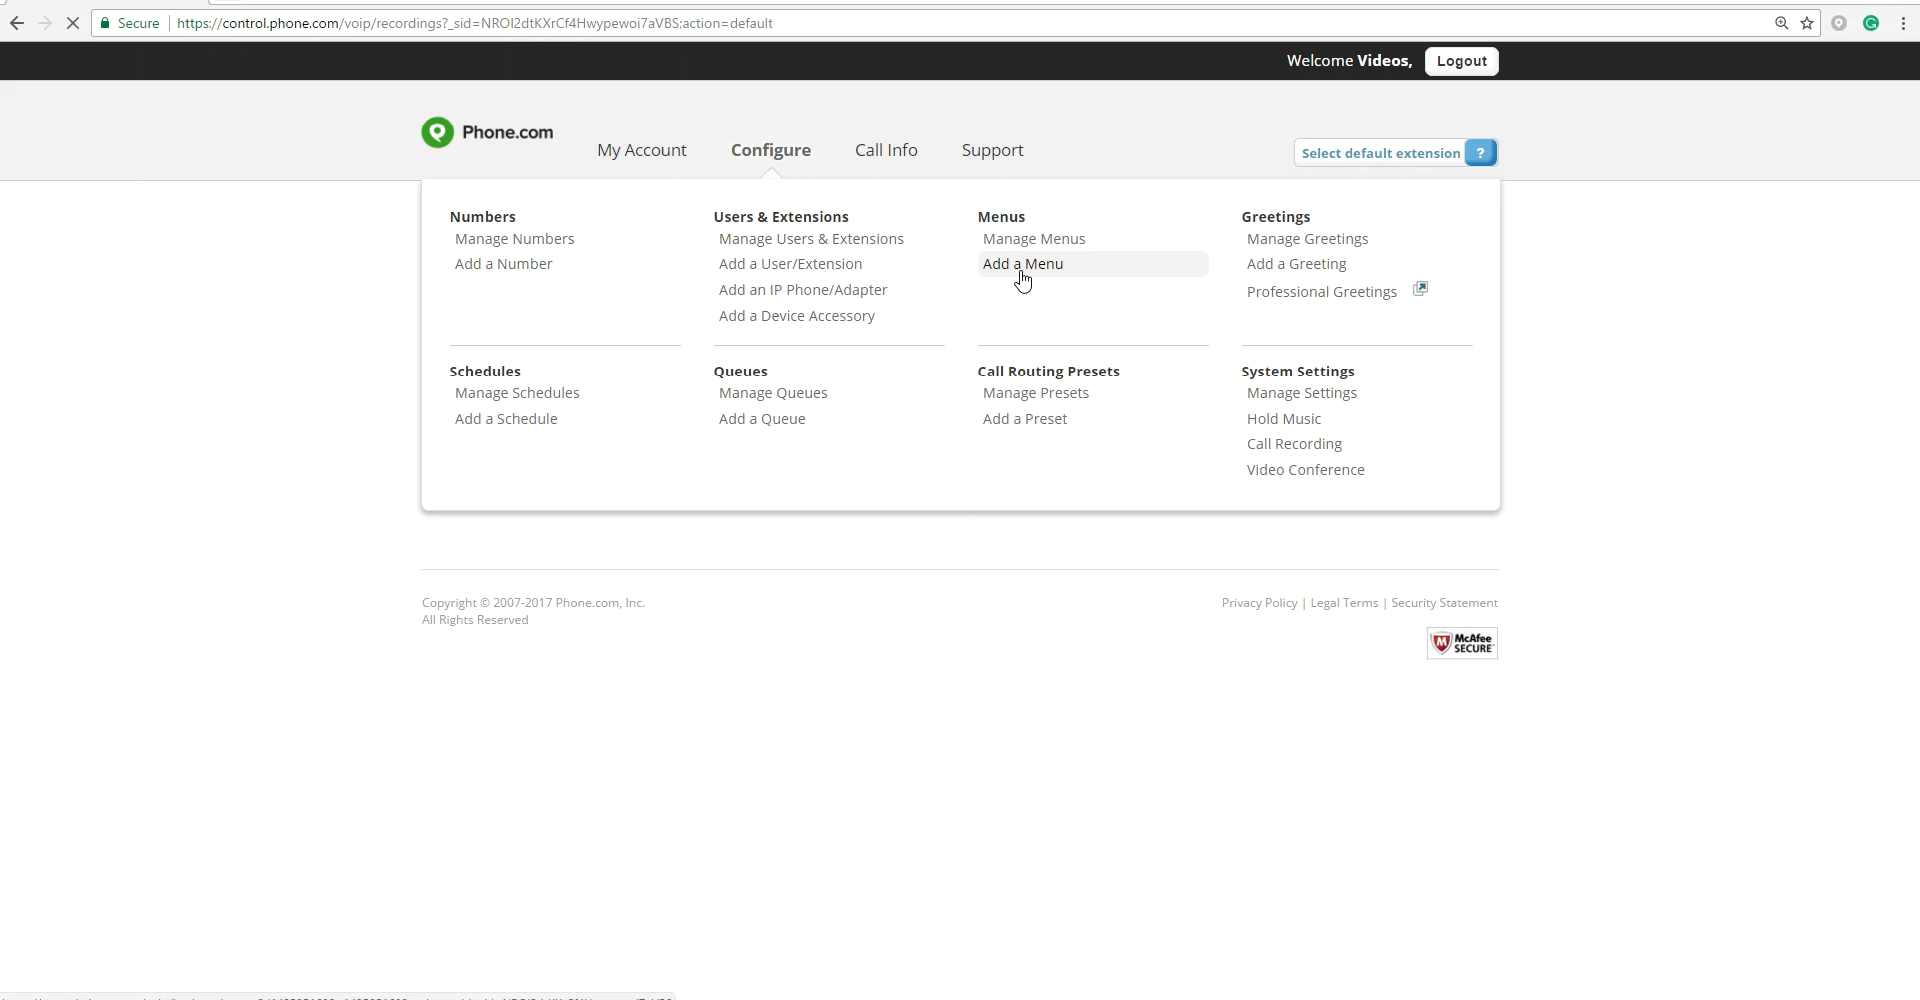 Secure https://control.phone.com/voip/recordings?_sid=NROI2dtKXrCf4Hwypewoi7aVBS;action=default
Welcome Videos, Logout
Phone.com
My Account Configure Call Info Support
Select default extension ?
Numbers
Manage Numbers
Add a Number
Users & Extensions
Manage Users & Extensions
Add a User/Extension
Add an IP Phone/Adapter
Add a Device Accessory
Menus
Manage Menus
Add a Menu
Greetings
Manage Greetings
Add a Greeting
Professional Greetings
Schedules
Manage Schedules
Add a Schedule
Queues
Manage Queues
Add a Queue
Call Routing Presets
Manage Presets
Add a Preset
System Settings
Manage Settings
Hold Music
Call Recording
Video Conference
Copyright © 2007-2017 Phone.com, Inc.
All Rights Reserved
Privacy Policy | Legal Terms | Security Statement
McAfee
SECURE